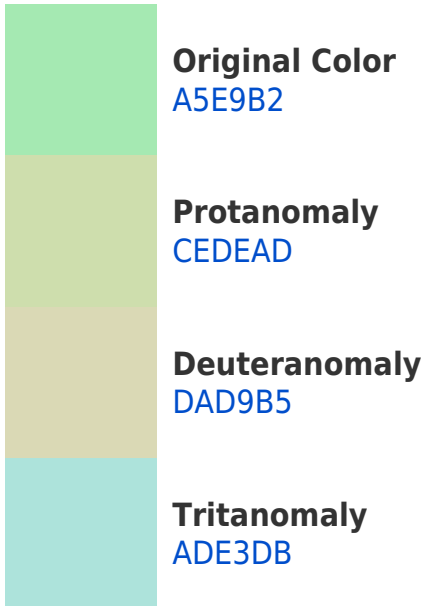 Original Color
A5E9B2
Protanomaly
CEDEAD
Deuteranomaly
DAD9B5
Tritanomaly
ADE3DB